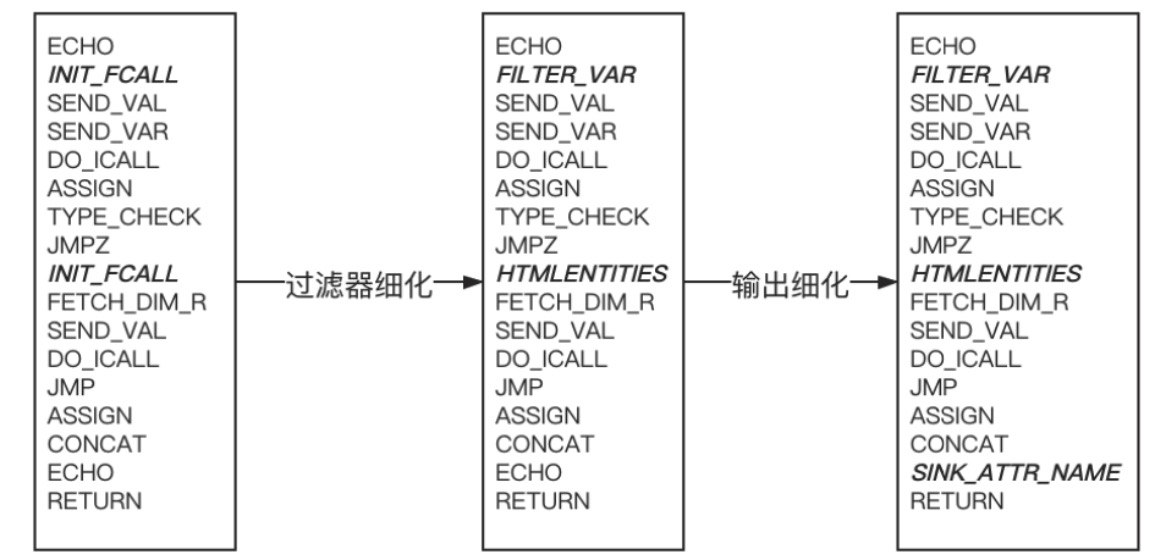 ECHO
INIT_FCALL
SEND_VAL
SEND_VAR
DO_ICALL
ASSIGN
TYPE_CHECK
JMPZ
INIT_FCALL
FETCH_DIM_R
SEND_VAL
DO_ICALL
JMP
ASSIGN
CONCAT
ECHO
RETURN
过滤器细化
ECHO
FILTER_VAR
SEND_VAL
SEND_VAR
DO_ICALL
ASSIGN
TYPE_CHECK
JMPZ
HTMLENTITIES
FETCH_DIM_R
SEND_VAL
DO_ICALL
JMP
ASSIGN
CONCAT
ECHO
RETURN
输出细化
ECHO
FILTER_VAR
SEND_VAL
SEND_VAR
DO_ICALL
ASSIGN
TYPE_CHECK
JMPZ
HTMLENTITIES
FETCH_DIM_R
SEND_VAL
DO_ICALL
JMP
ASSIGN
CONCAT
SINK_ATTR_NAME
RETURN